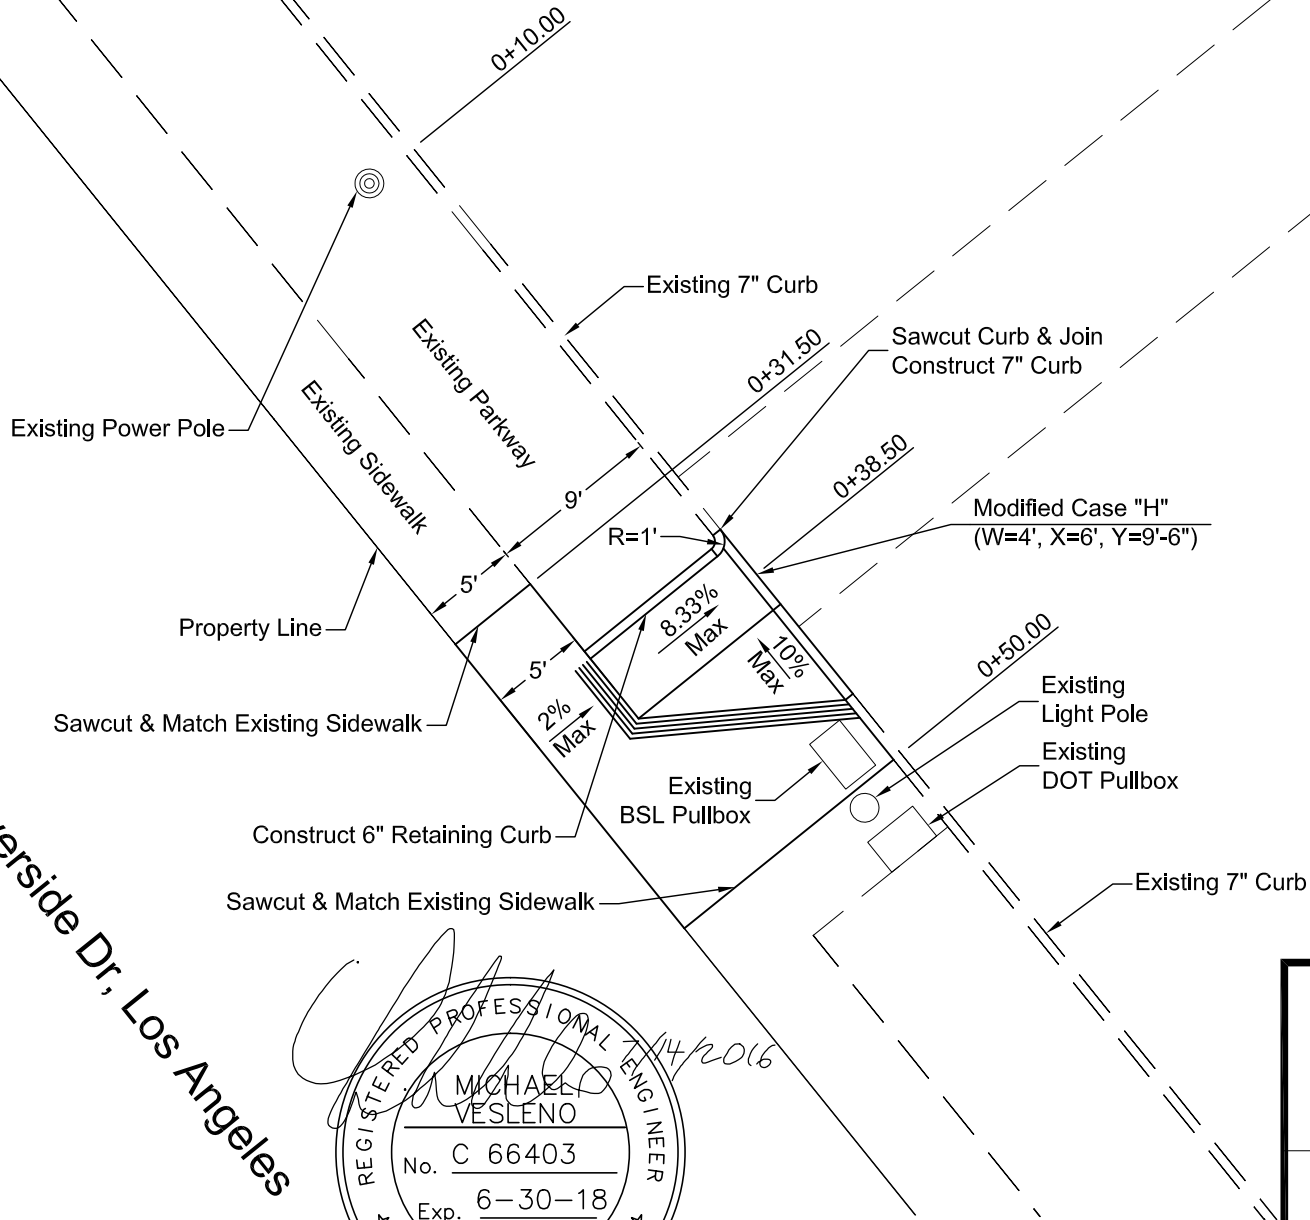 0+10.00
Existing 7" Curb
0+31.50
Sawcut Curb & Join
Construct 7" Curb
Existing Parkway
Existing Sidewalk
Existing Power Pole
0+38.50
9'
Modified Case "H"
(W=4', X=6', Y=9'-6")
R=1'
5'
8.33%
Max
Property Line
10%
Max
0+50.00
5'
Existing
Light Pole
2%
Max
Sawcut & Match Existing Sidewalk
Existing
DOT Pullbox
Existing
BSL Pullbox
Construct 6" Retaining Curb
Existing 7" Curb
Sawcut & Match Existing Sidewalk
erside Dr, Los Angeles
REGISTERED PROFESSIONAL ENGINEER
7/14/2016
MICHAEL
VESLENO
No. C 66403
Exp. 6-30-18